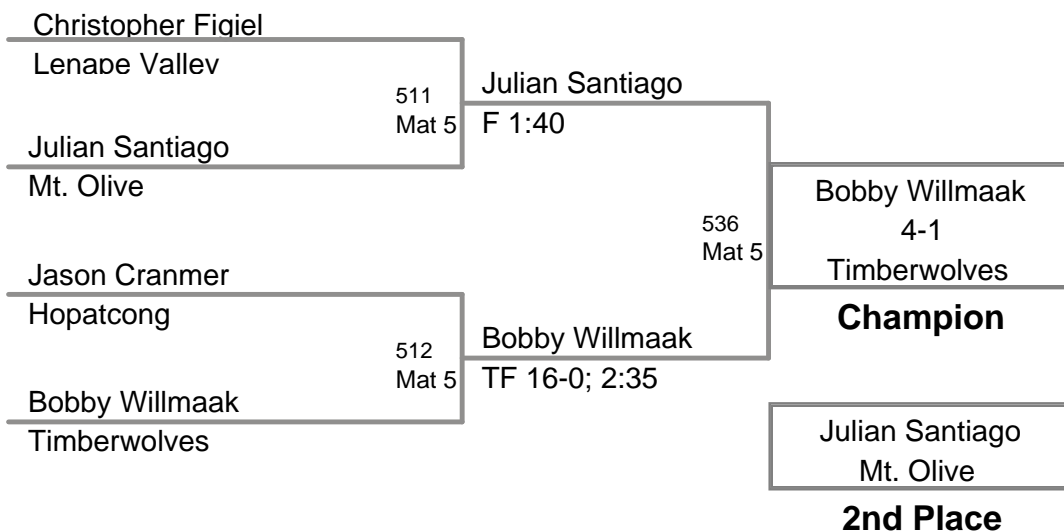 Christopher Figiel
Lenape Valley
511
Mat 5
Julian Santiago
F 1:40
Julian Santiago
Mt. Olive
536
Mat 5
Bobby Willmaak
4-1
Timberwolves
Champion
Jason Cranmer
Hopatcong
512
Mat 5
Bobby Willmaak
TF 16-0; 2:35
Bobby Willmaak
Timberwolves
Julian Santiago
Mt. Olive
2nd Place